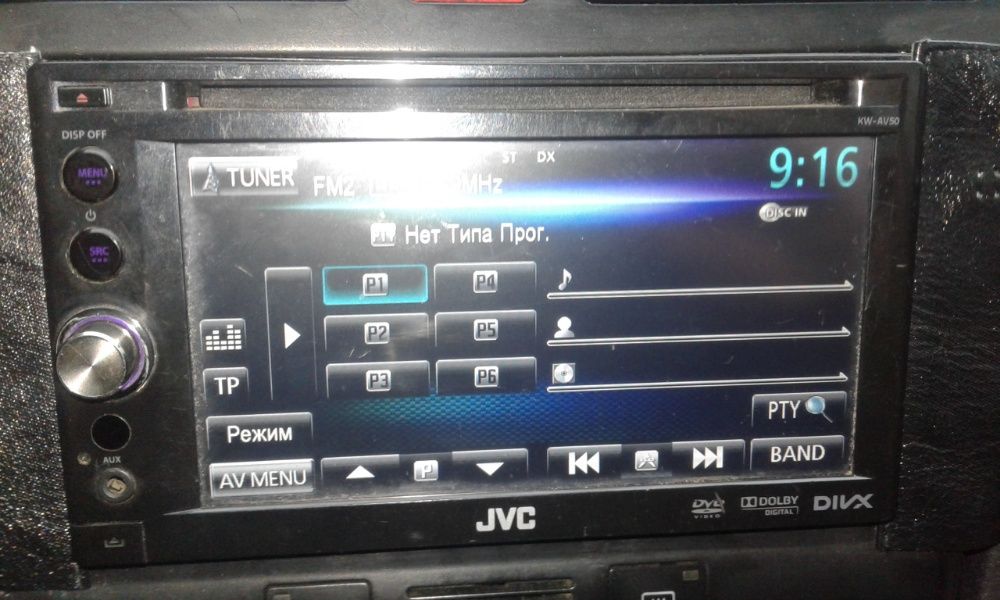 KW-AV50
DISP OFF
MENU
SRC
AUX
TUNER
ST DX
9:16
FM2
MHz
DISC IN
PTY Нет Типа Прог.
P1
P4
P2
P5
P3
P6
TP
PTY
Режим
AV MENU
P
BAND
JVC
DVD
VIDEO
DOLBY
DIGITAL
DIVX